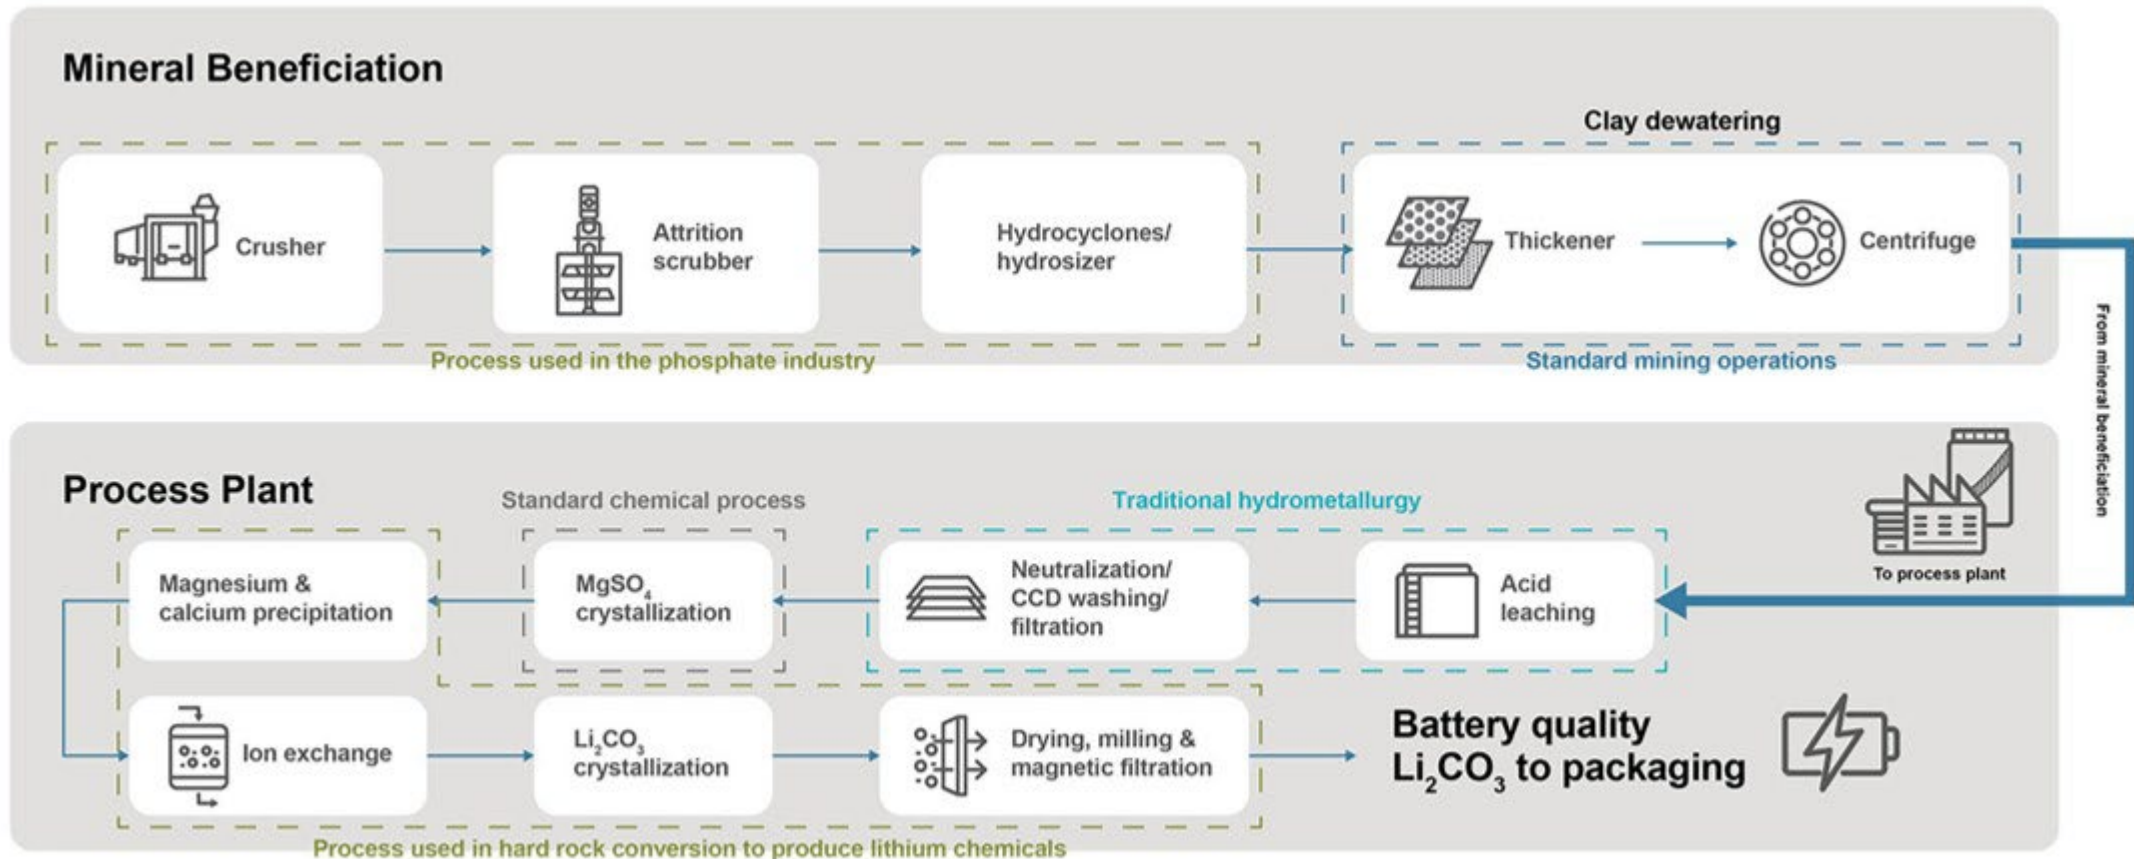 Mineral Beneficiation
Clay dewatering
Crusher
Attrition
scrubber
Hydrocyclones/
hydrosizer
Thickener
Centrifuge
Process used in the phosphate industry
Standard mining operations
From mineral beneficiation
Process Plant
Standard chemical process
Traditional hydrometallurgy
To process plant
Acid
leaching
Neutralization/
CCD washing/
filtration
MgSO₄
crystallization
Magnesium &
calcium precipitation
Ion exchange
Li₂CO₃
crystallization
Drying, milling &
magnetic filtration
Battery quality
Li₂CO₃ to packaging
Process used in hard rock conversion to produce lithium chemicals